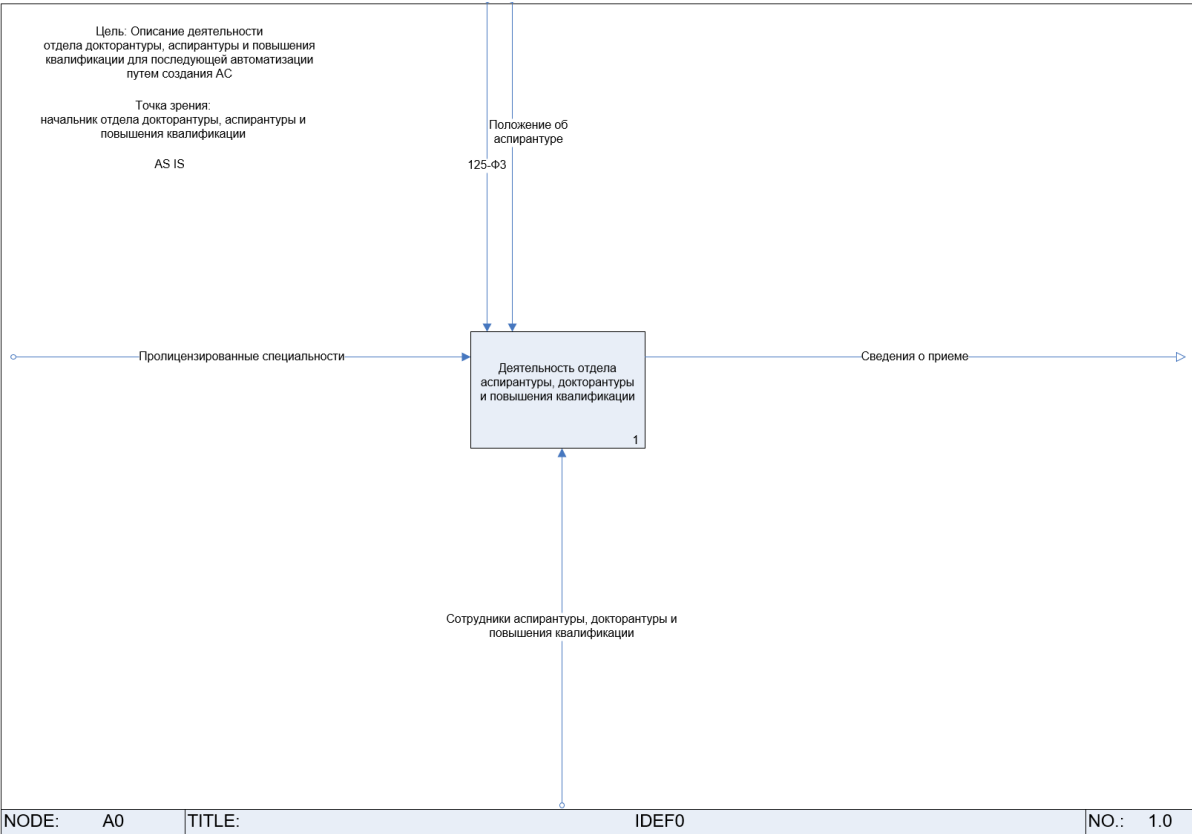 Цель: Описание деятельности
отдела докторантуры, аспирантуры и повышения
квалификации для последующей автоматизации
путем создания АС
Точка зрения:
начальник отдела докторантуры, аспирантуры и
повышения квалификации
AS IS
Положение об
аспирантуре
125-ФЗ
Пролицензированные специальности
Деятельность отдела
аспирантуры, докторантуры
и повышения квалификации
1
Сведения о приеме
Сотрудники аспирантуры, докторантуры и
повышения квалификации
NODE: A0 TITLE: IDEF0 NO.: 1.0